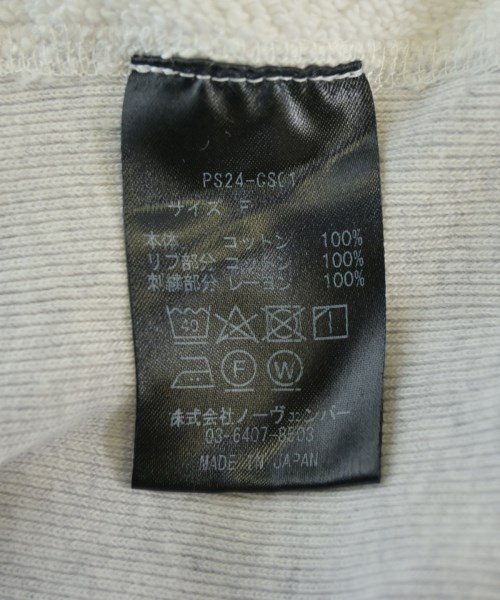 PS24-CS01
サイズ F
本体 コットン 100%
リブ部分 コットン 100%
刺繍部分 レーヨン 100%
40
F W
株式会社ノーヴェンバー
03-6407-8503
MADE IN JAPAN